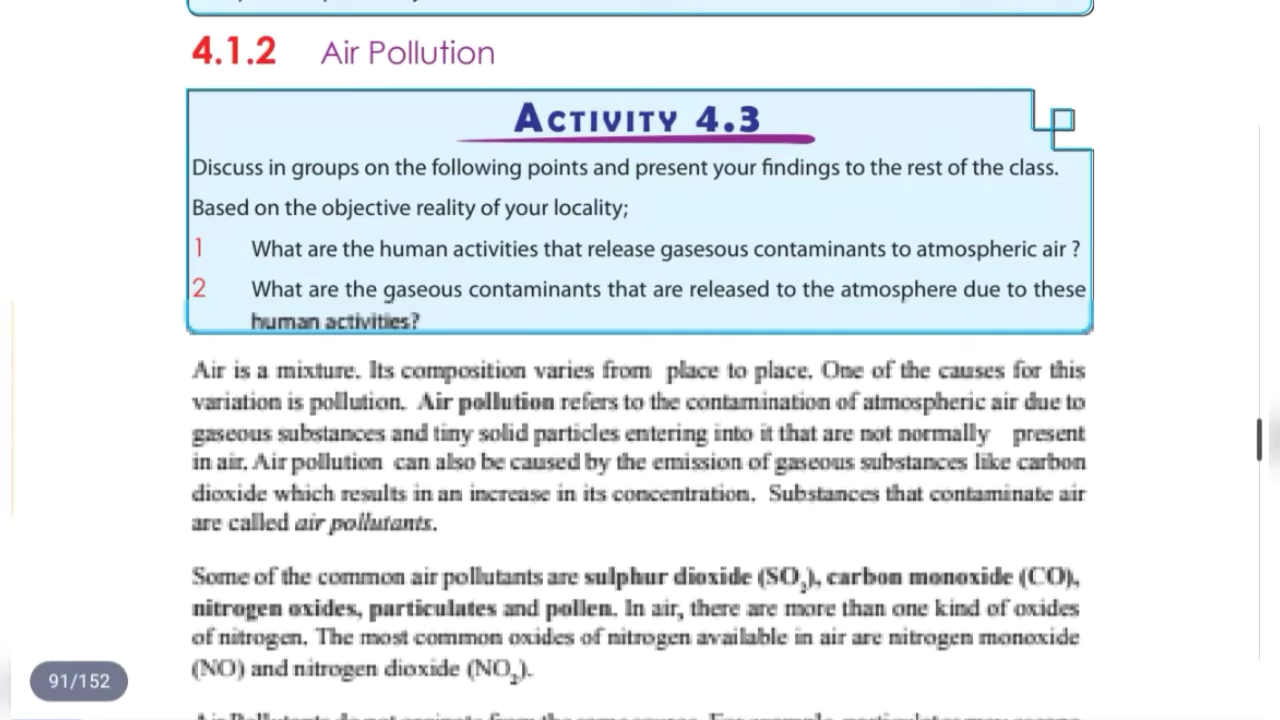 4.1.2 Air Pollution
ACTIVITY 4.3
Discuss in groups on the following points and present your findings to the rest of the class.
Based on the objective reality of your locality;
1 What are the human activities that release gasesous contaminants to atmospheric air ?
2 What are the gaseous contaminants that are released to the atmosphere due to these
human activities?
Air is a mixture. Its composition varies from place to place. One of the causes for this
variation is pollution. Air pollution refers to the contamination of atmospheric air due to
gaseous substances and tiny solid particles entering into it that are not normally present
in air. Air pollution can also be caused by the emission of gaseous substances like carbon
dioxide which results in an increase in its concentration. Substances that contaminate air
are called air pollutants.
Some of the common air pollutants are sulphur dioxide (SO₂), carbon monoxide (CO),
nitrogen oxides, particulates and pollen. In air, there are more than one kind of oxides
of nitrogen. The most common oxides of nitrogen available in air are nitrogen monoxide
(NO) and nitrogen dioxide (NO₂).
91/152